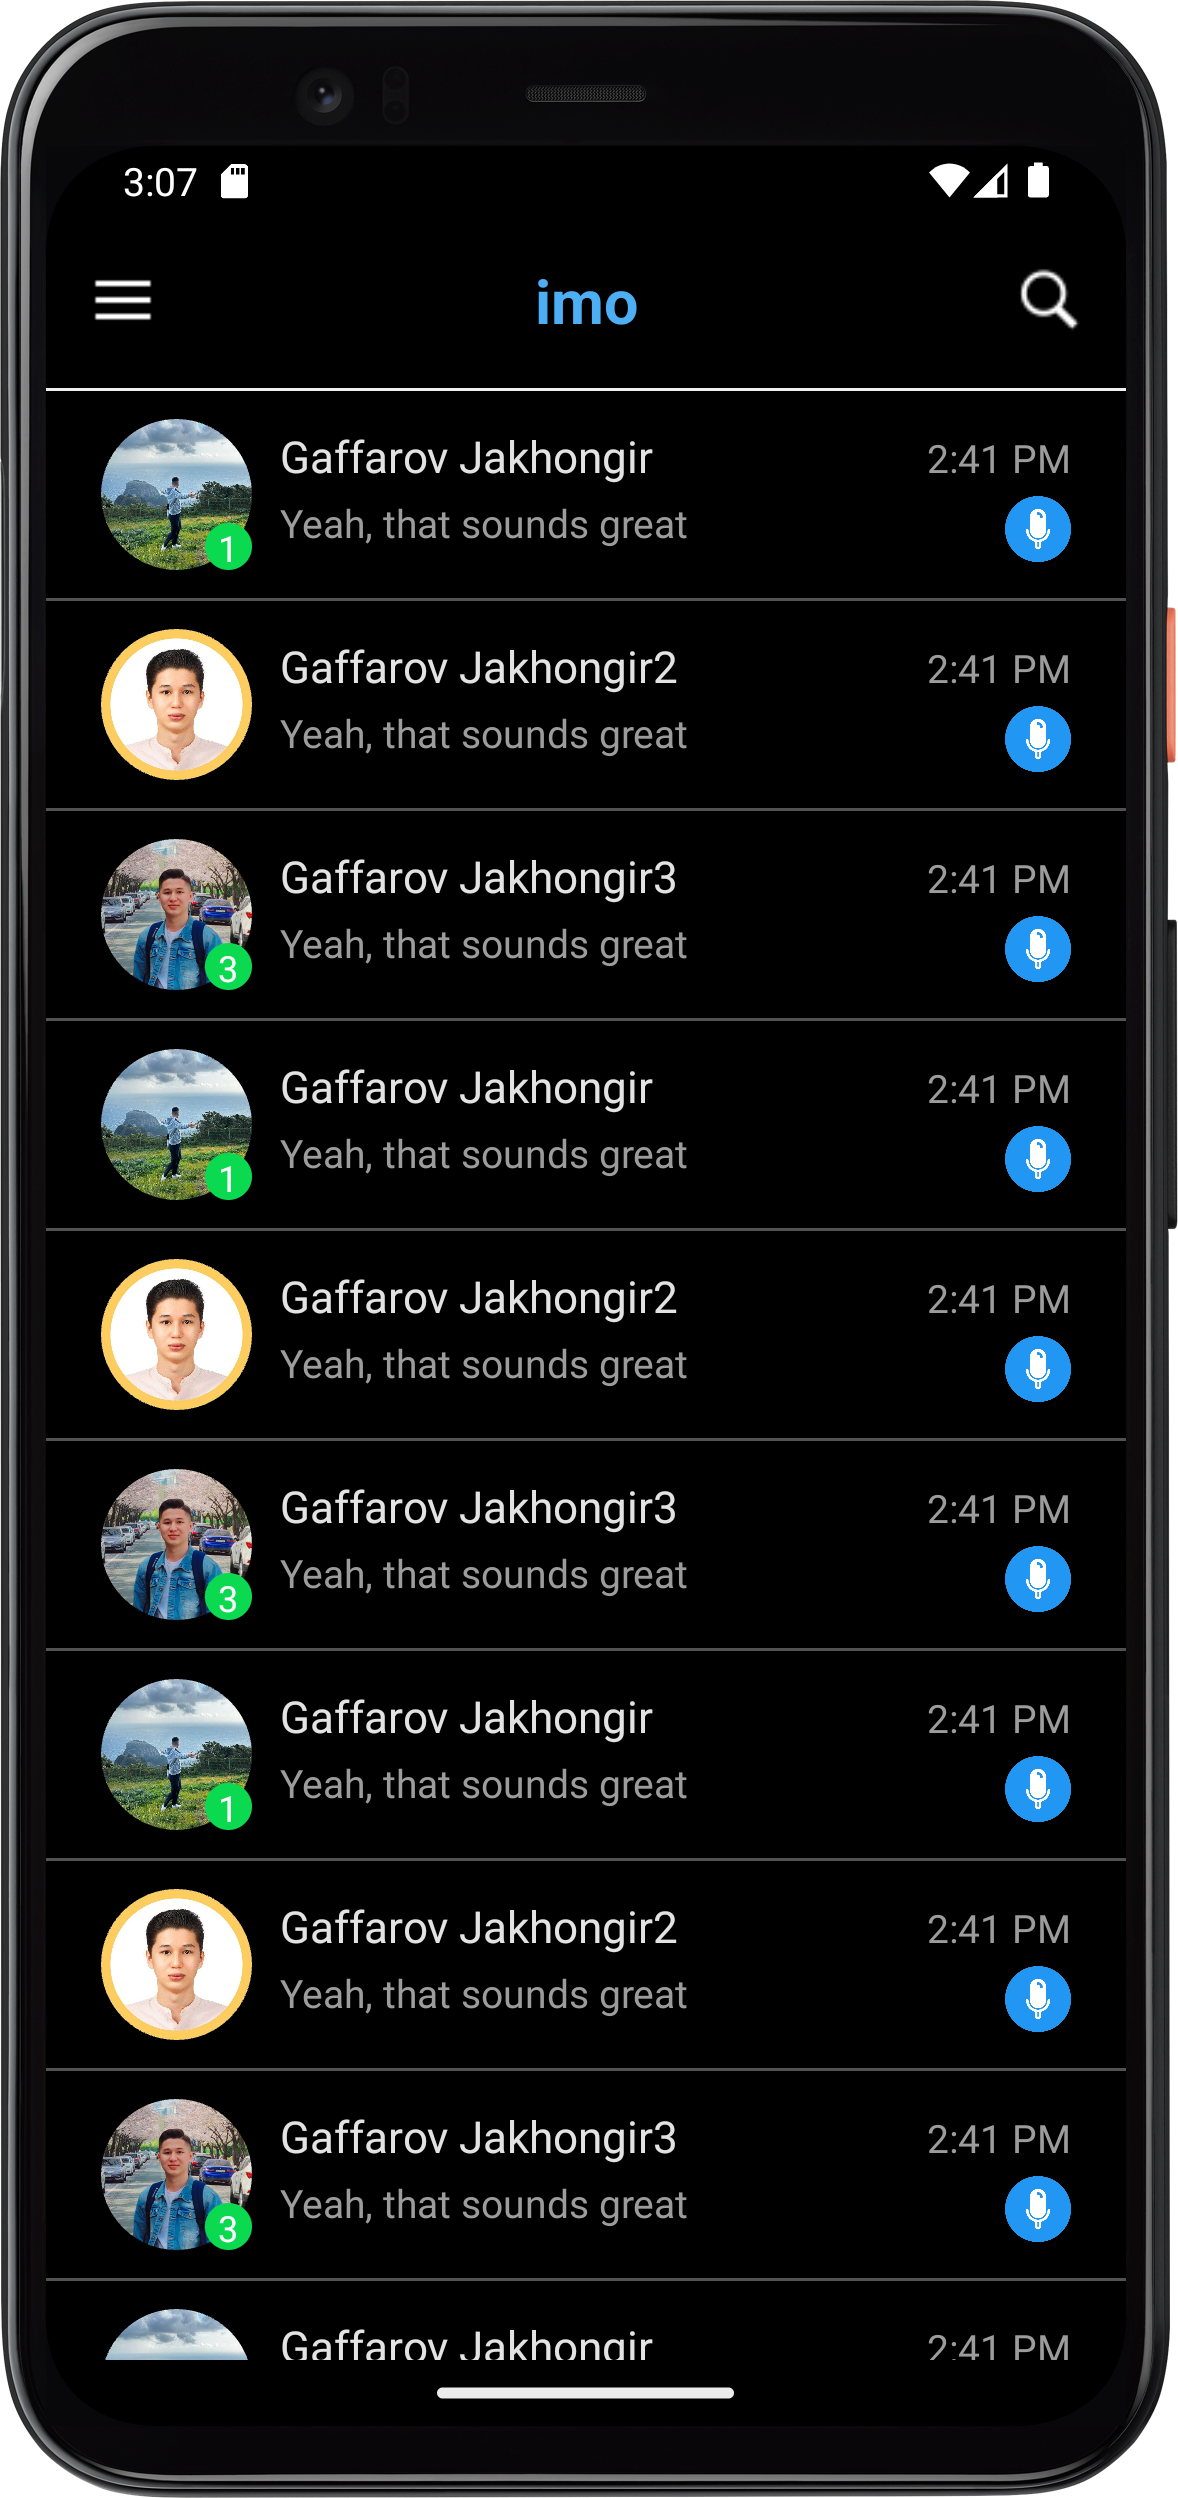 3:07
imo
Gaffarov Jakhongir 2:41 PM
Yeah, that sounds great
1
Gaffarov Jakhongir2 2:41 PM
Yeah, that sounds great
Gaffarov Jakhongir3 2:41 PM
Yeah, that sounds great
3
Gaffarov Jakhongir 2:41 PM
Yeah, that sounds great
1
Gaffarov Jakhongir2 2:41 PM
Yeah, that sounds great
Gaffarov Jakhongir3 2:41 PM
Yeah, that sounds great
3
Gaffarov Jakhongir 2:41 PM
Yeah, that sounds great
1
Gaffarov Jakhongir2 2:41 PM
Yeah, that sounds great
Gaffarov Jakhongir3 2:41 PM
Yeah, that sounds great
3
Gaffarov Jakhongir 2:41 PM